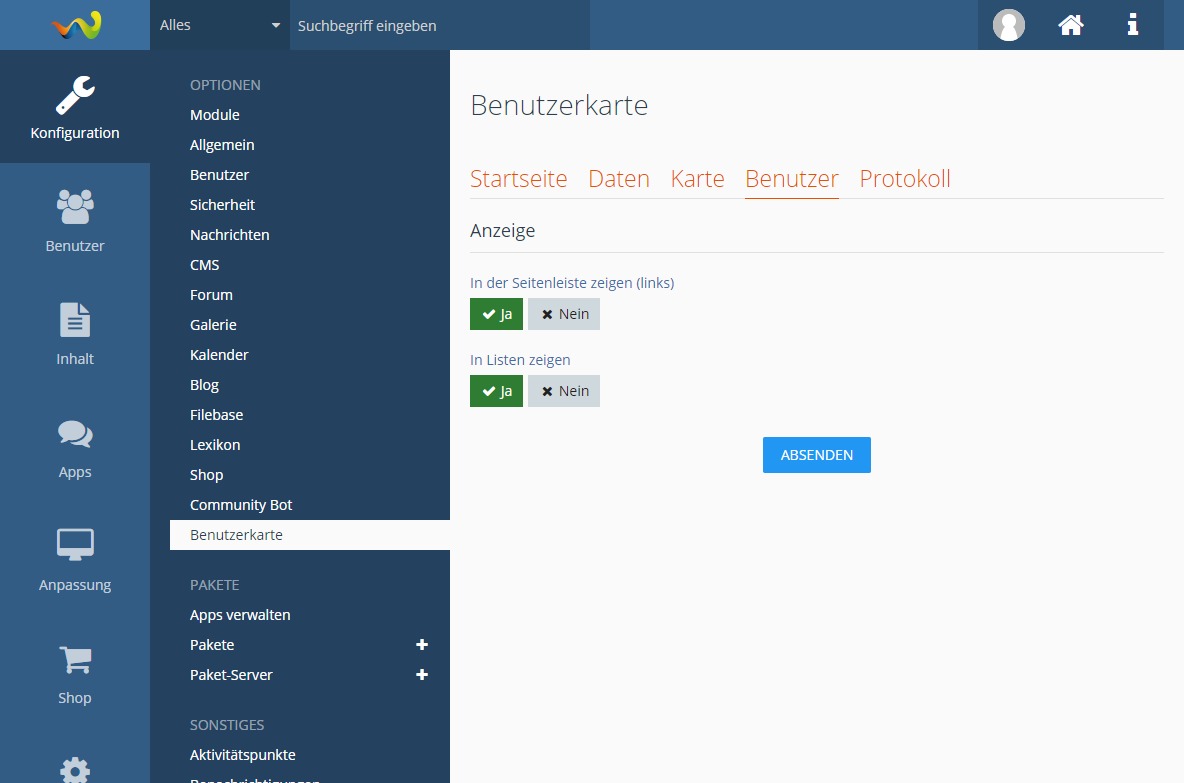 Alles
Suchbegriff eingeben
Konfiguration
Benutzer
Inhalt
Apps
Anpassung
Shop
OPTIONEN
Module
Allgemein
Benutzer
Sicherheit
Nachrichten
CMS
Forum
Galerie
Kalender
Blog
Filebase
Lexikon
Shop
Community Bot
Benutzerkarte
PAKETE
Apps verwalten
Pakete
Paket-Server
SONSTIGES
Aktivitätspunkte
Benachrichtigungen
Benutzerkarte
Startseite Daten Karte Benutzer Protokoll
Anzeige
In der Seitenleiste zeigen (links)
Ja Nein
In Listen zeigen
Ja Nein
ABSENDEN